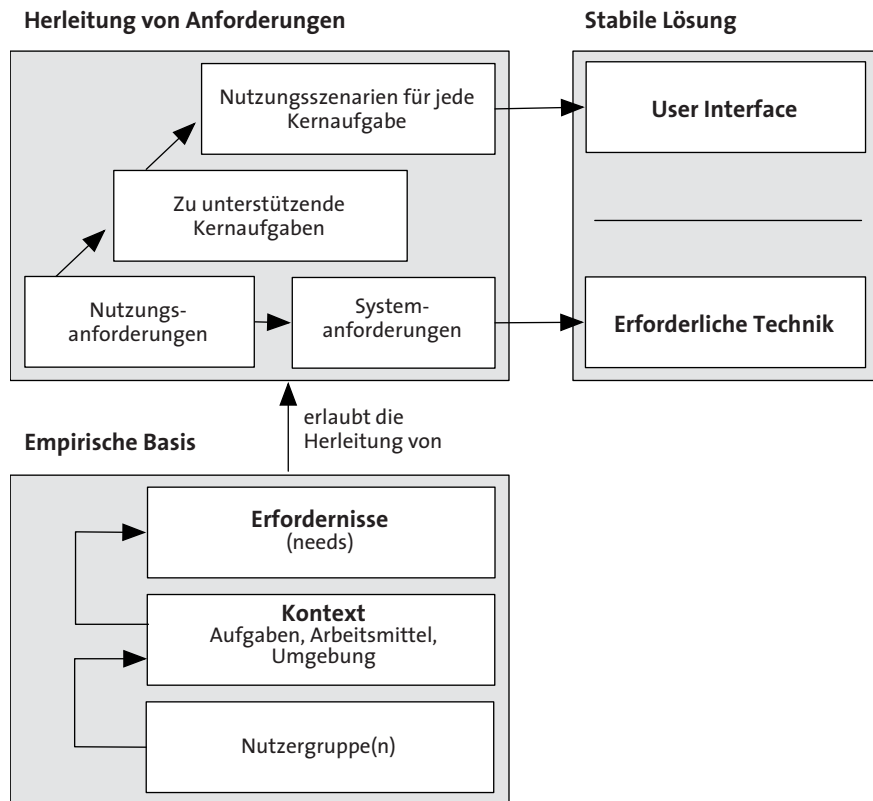 Herleitung von Anforderungen
Stabile Lösung
Nutzungsszenarien für jede
Kernaufgabe
User Interface
Zu unterstützende
Kernaufgaben
Nutzungs-
anforderungen
System-
anforderungen
Erforderliche Technik
erlaubt die
Herleitung von
Empirische Basis
Erfordernisse
(needs)
Kontext
Aufgaben, Arbeitsmittel,
Umgebung
Nutzergruppe(n)